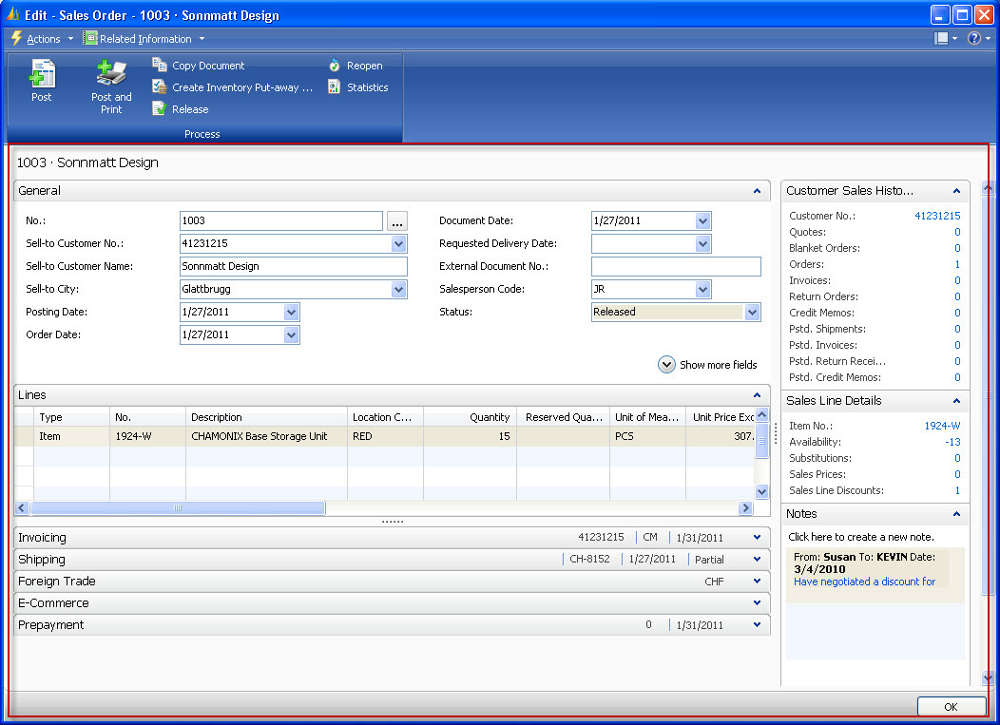 Edit - Sales Order - 1003 · Sonnmatt Design
Actions Related Information
Post
Post and Print
Copy Document
Create Inventory Put-away ...
Release
Reopen
Statistics
Process
1003 · Sonnmatt Design
General
No.: 1003 ...
Sell-to Customer No.: 41231215
Sell-to Customer Name: Sonnmatt Design
Sell-to City: Glattbrugg
Posting Date: 1/27/2011
Order Date: 1/27/2011
Document Date: 1/27/2011
Requested Delivery Date:
External Document No.:
Salesperson Code: JR
Status: Released
Show more fields
Lines
Type No. Description Location C... Quantity Reserved Qua... Unit of Mea... Unit Price Exc
Item 1924-W CHAMONIX Base Storage Unit RED 15 PCS 307.
Invoicing 41231215 CM 1/31/2011
Shipping CH-8152 1/27/2011 Partial
Foreign Trade CHF
E-Commerce
Prepayment 0 1/31/2011
Customer Sales Histo...
Customer No.: 41231215
Quotes: 0
Blanket Orders: 0
Orders: 1
Invoices: 0
Return Orders: 0
Credit Memos: 0
Pstd. Shipments: 0
Pstd. Invoices: 0
Pstd. Return Recei... 0
Pstd. Credit Memos: 0
Sales Line Details
Item No.: 1924-W
Availability: -13
Substitutions: 0
Sales Prices: 0
Sales Line Discounts: 1
Notes
Click here to create a new note.
From: Susan To: KEVIN Date:
3/4/2010
Have negotiated a discount for
OK